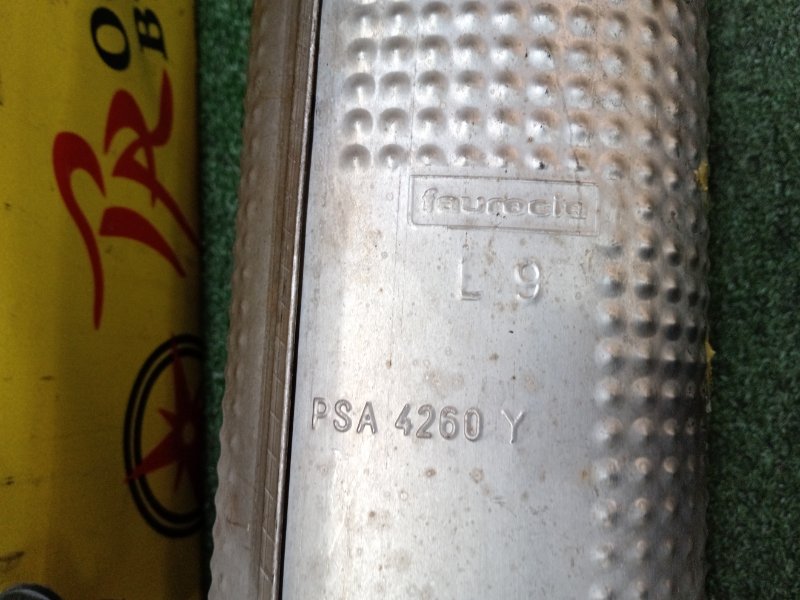 O
B
faurecia
L 9
PSA 4260 Y